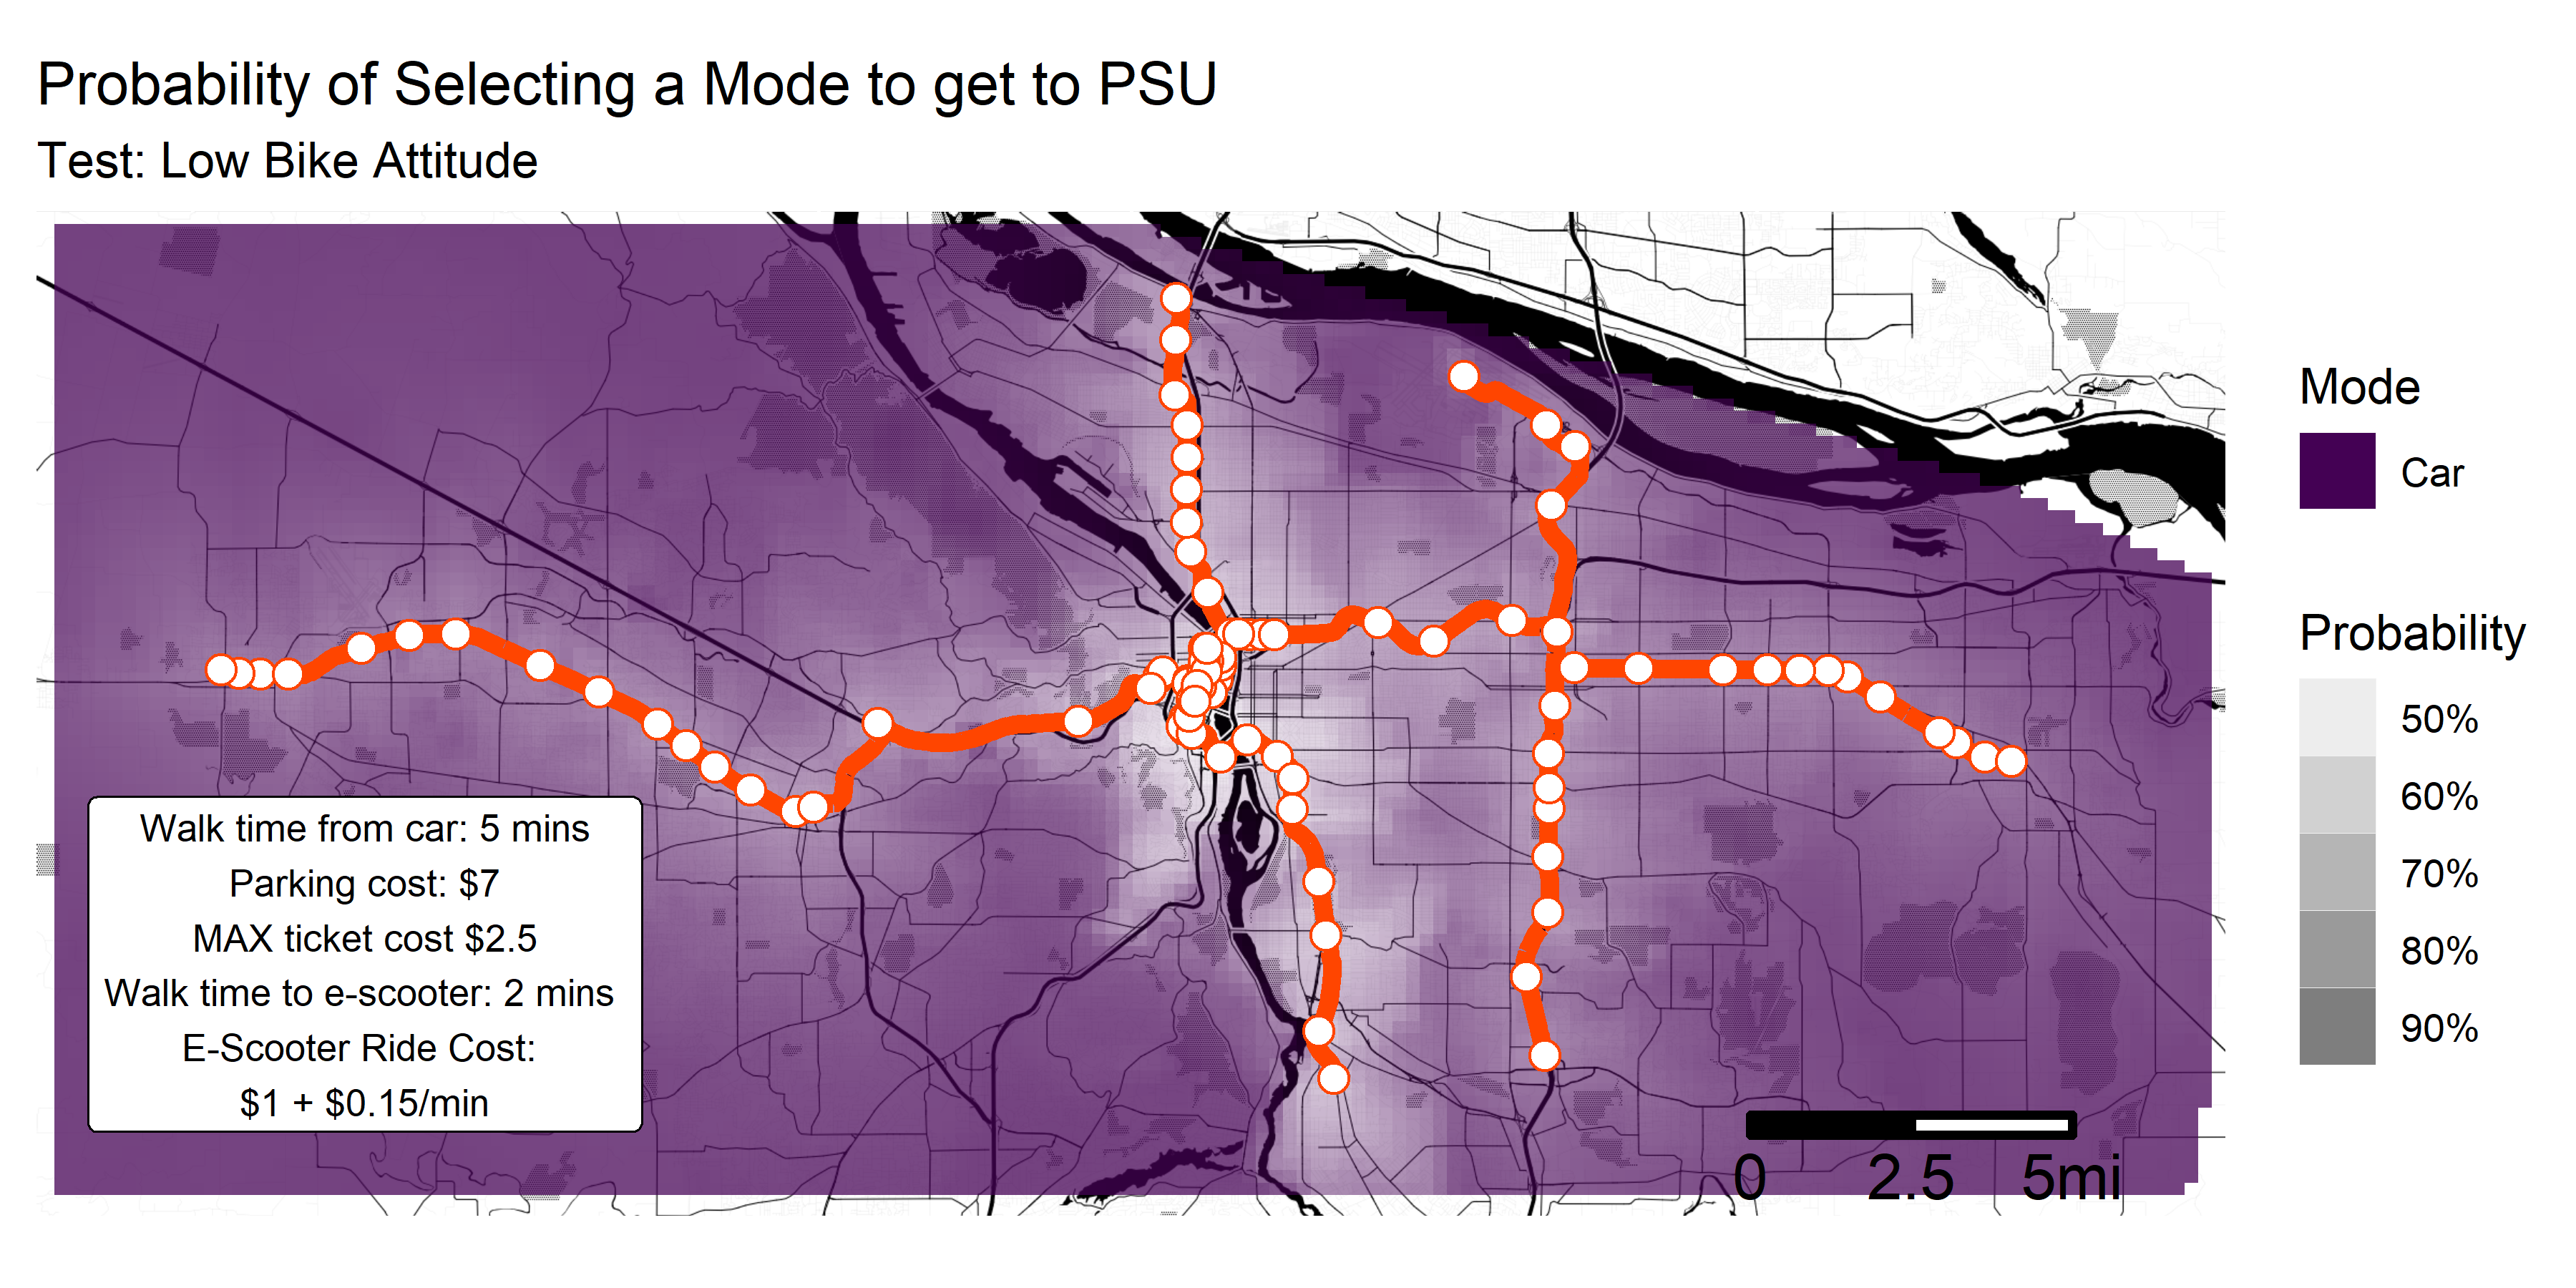 Probability of Selecting a Mode to get to PSU
Test: Low Bike Attitude
Walk time from car: 5 mins
Parking cost: $7
MAX ticket cost $2.5
Walk time to e-scooter: 2 mins
E-Scooter Ride Cost:
$1 + $0.15/min
0 2.5 5mi
Mode
Car
Probability
50%
60%
70%
80%
90%